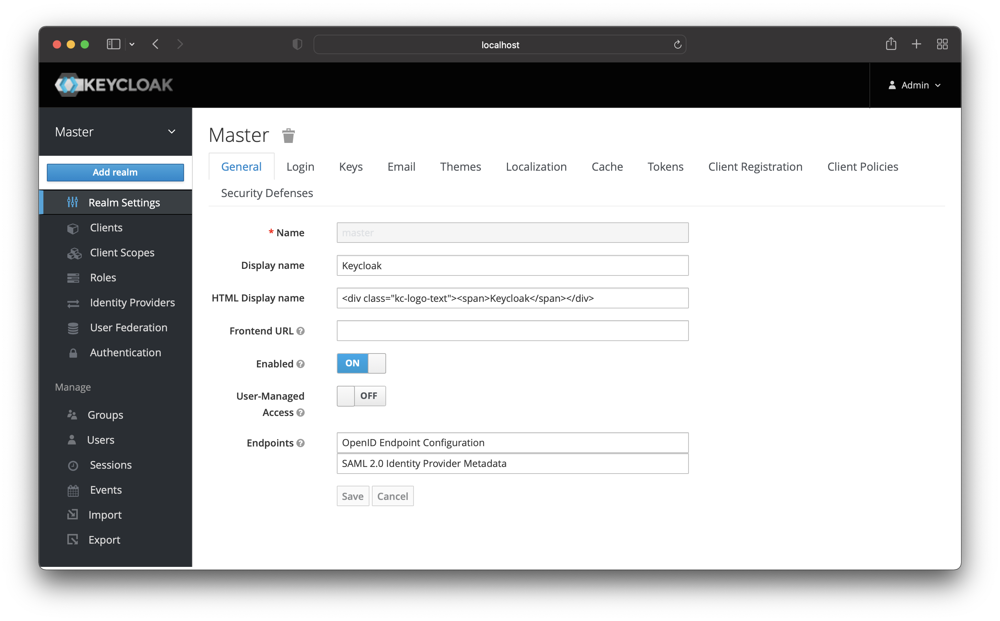 localhost
KEYCLOAK
Admin
Master
Add realm
Realm Settings
Clients
Client Scopes
Roles
Identity Providers
User Federation
Authentication
Manage
Groups
Users
Sessions
Events
Import
Export
Master
General Login Keys Email Themes Localization Cache Tokens Client Registration Client Policies
Security Defenses
* Name master
Display name Keycloak
HTML Display name <div class="kc-logo-text"><span>Keycloak</span></div>
Frontend URL ?
Enabled ? ON
User-Managed OFF
Access ?
Endpoints ? OpenID Endpoint Configuration
SAML 2.0 Identity Provider Metadata
Save Cancel